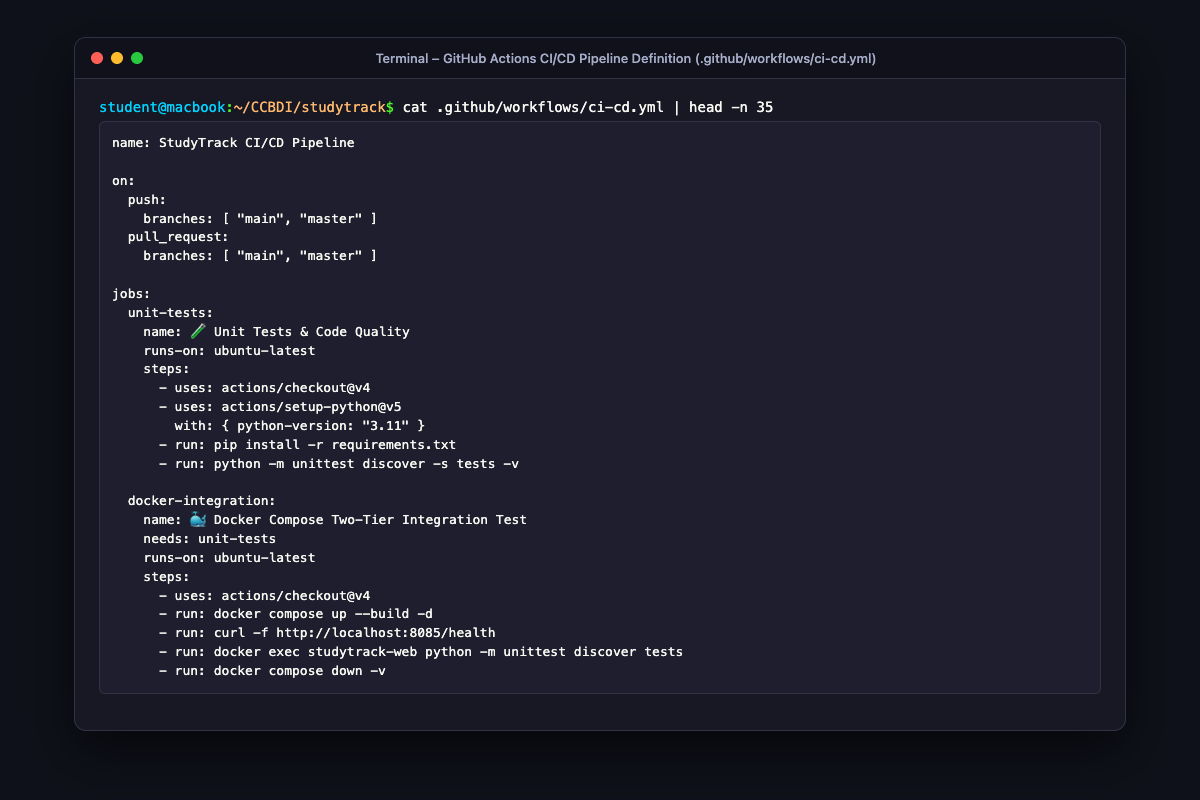 Terminal – GitHub Actions CI/CD Pipeline Definition (.github/workflows/ci-cd.yml)
student@macbook:~/CCBDI/studytrack$ cat .github/workflows/ci-cd.yml | head -n 35
name: StudyTrack CI/CD Pipeline

on:
  push:
    branches: [ "main", "master" ]
  pull_request:
    branches: [ "main", "master" ]

jobs:
  unit-tests:
    name: 🧪 Unit Tests & Code Quality
    runs-on: ubuntu-latest
    steps:
      - uses: actions/checkout@v4
      - uses: actions/setup-python@v5
        with: { python-version: "3.11" }
      - run: pip install -r requirements.txt
      - run: python -m unittest discover -s tests -v

  docker-integration:
    name: 🐳 Docker Compose Two-Tier Integration Test
    needs: unit-tests
    runs-on: ubuntu-latest
    steps:
      - uses: actions/checkout@v4
      - run: docker compose up --build -d
      - run: curl -f http://localhost:8085/health
      - run: docker exec studytrack-web python -m unittest discover tests
      - run: docker compose down -v